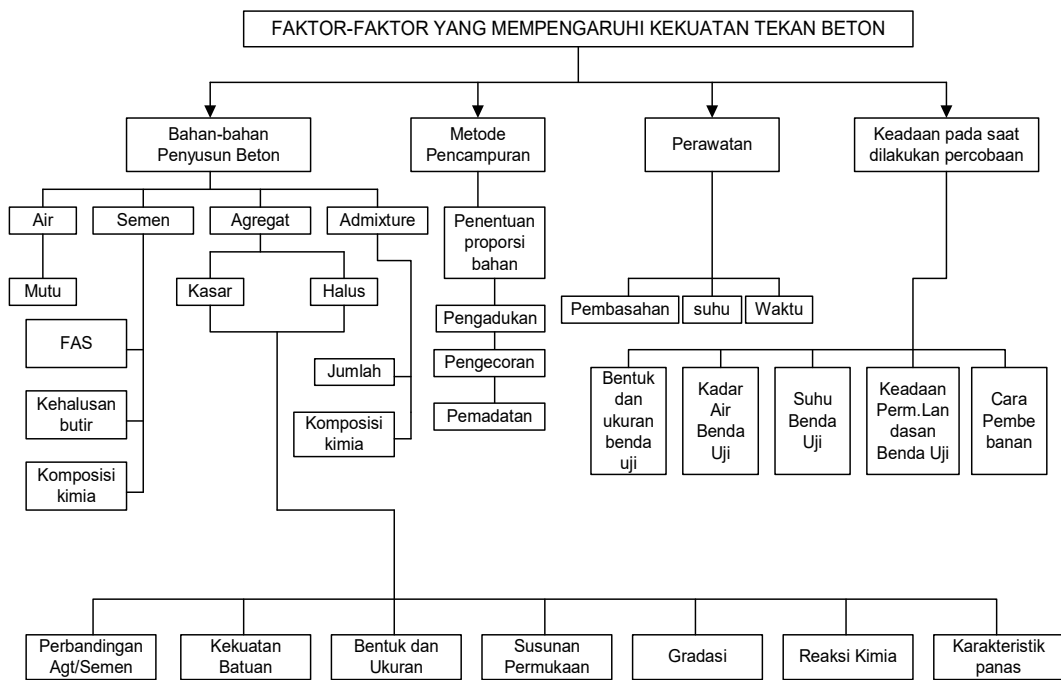 FAKTOR-FAKTOR YANG MEMPENGARUHI KEKUATAN TEKAN BETON
Bahan-bahan
Penyusun Beton
Metode
Pencampuran
Perawatan
Keadaan pada saat
dilakukan percobaan
Air
Semen
Agregat
Admixture
Mutu
Kasar
Halus
FAS
Kehalusan
butir
Komposisi
kimia
Jumlah
Komposisi
kimia
Penentuan
proporsi
bahan
Pengadukan
Pengecoran
Pemadatan
Pembasahan
suhu
Waktu
Bentuk
dan
ukuran
benda
uji
Kadar
Air
Benda
Uji
Suhu
Benda
Uji
Keadaan
Perm.Lan
dasan
Benda Uji
Cara
Pembe
banan
Perbandingan
Agt/Semen
Kekuatan
Batuan
Bentuk dan
Ukuran
Susunan
Permukaan
Gradasi
Reaksi Kimia
Karakteristik
panas